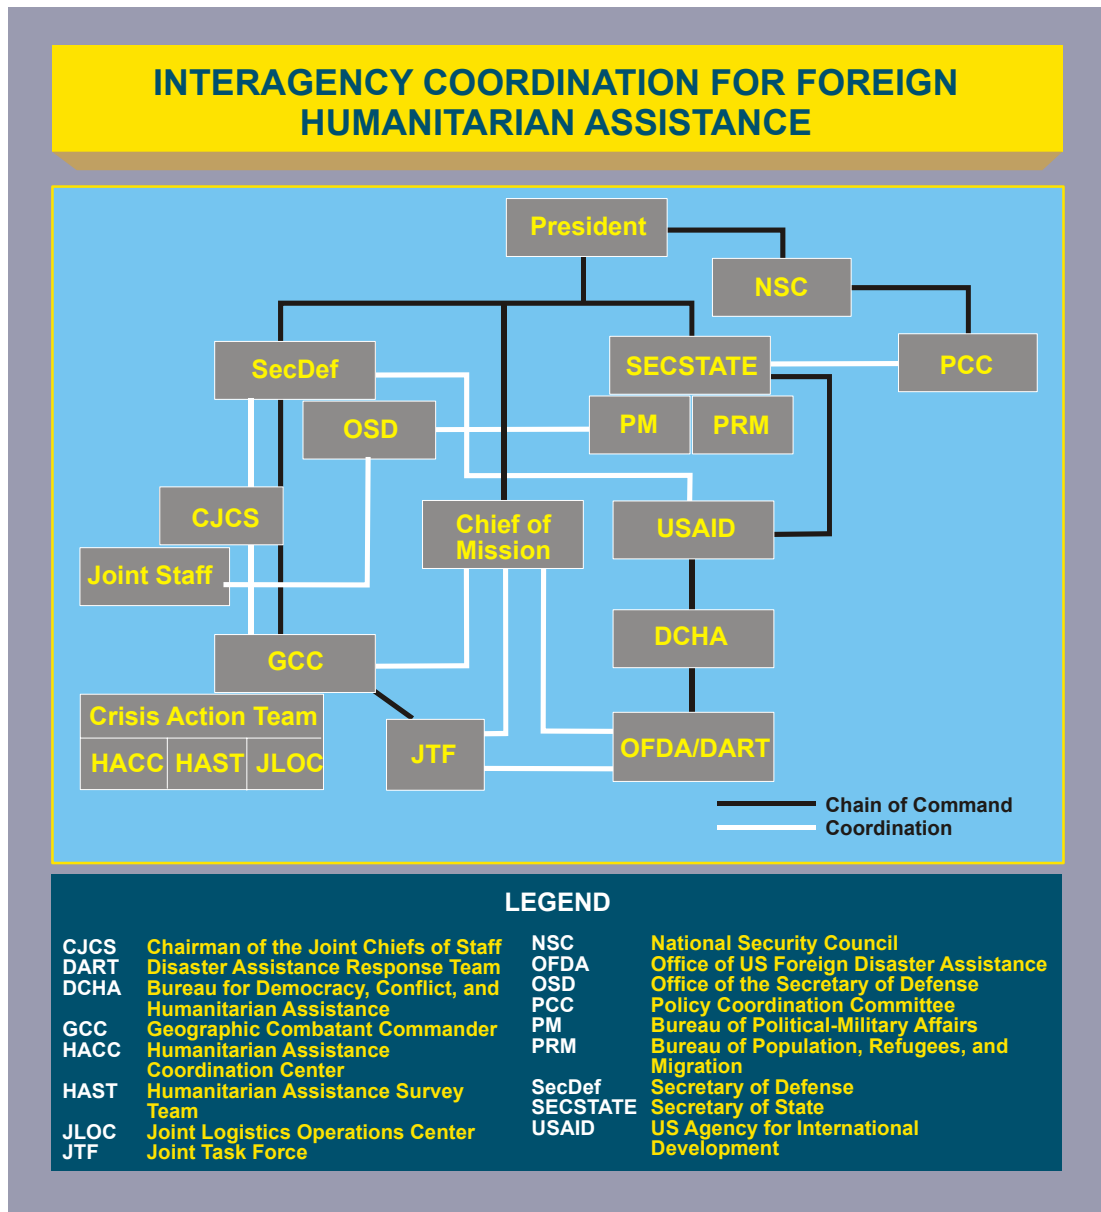 INTERAGENCY COORDINATION FOR FOREIGN
HUMANITARIAN ASSISTANCE
President
NSC
SecDef
SECSTATE
PCC
OSD
PM
PRM
CJCS
Chief of
Mission
USAID
Joint Staff
DCHA
GCC
Crisis Action Team
HACC
HAST
JLOC
JTF
OFDA/DART
Chain of Command
Coordination
LEGEND
CJCS Chairman of the Joint Chiefs of Staff
DART Disaster Assistance Response Team
DCHA Bureau for Democracy, Conflict, and
Humanitarian Assistance
GCC Geographic Combatant Commander
HACC Humanitarian Assistance
Coordination Center
HAST Humanitarian Assistance Survey
Team
JLOC Joint Logistics Operations Center
JTF Joint Task Force
NSC National Security Council
OFDA Office of US Foreign Disaster Assistance
OSD Office of the Secretary of Defense
PCC Policy Coordination Committee
PM Bureau of Political-Military Affairs
PRM Bureau of Population, Refugees, and
Migration
SecDef Secretary of Defense
SECSTATE Secretary of State
USAID US Agency for International
Development